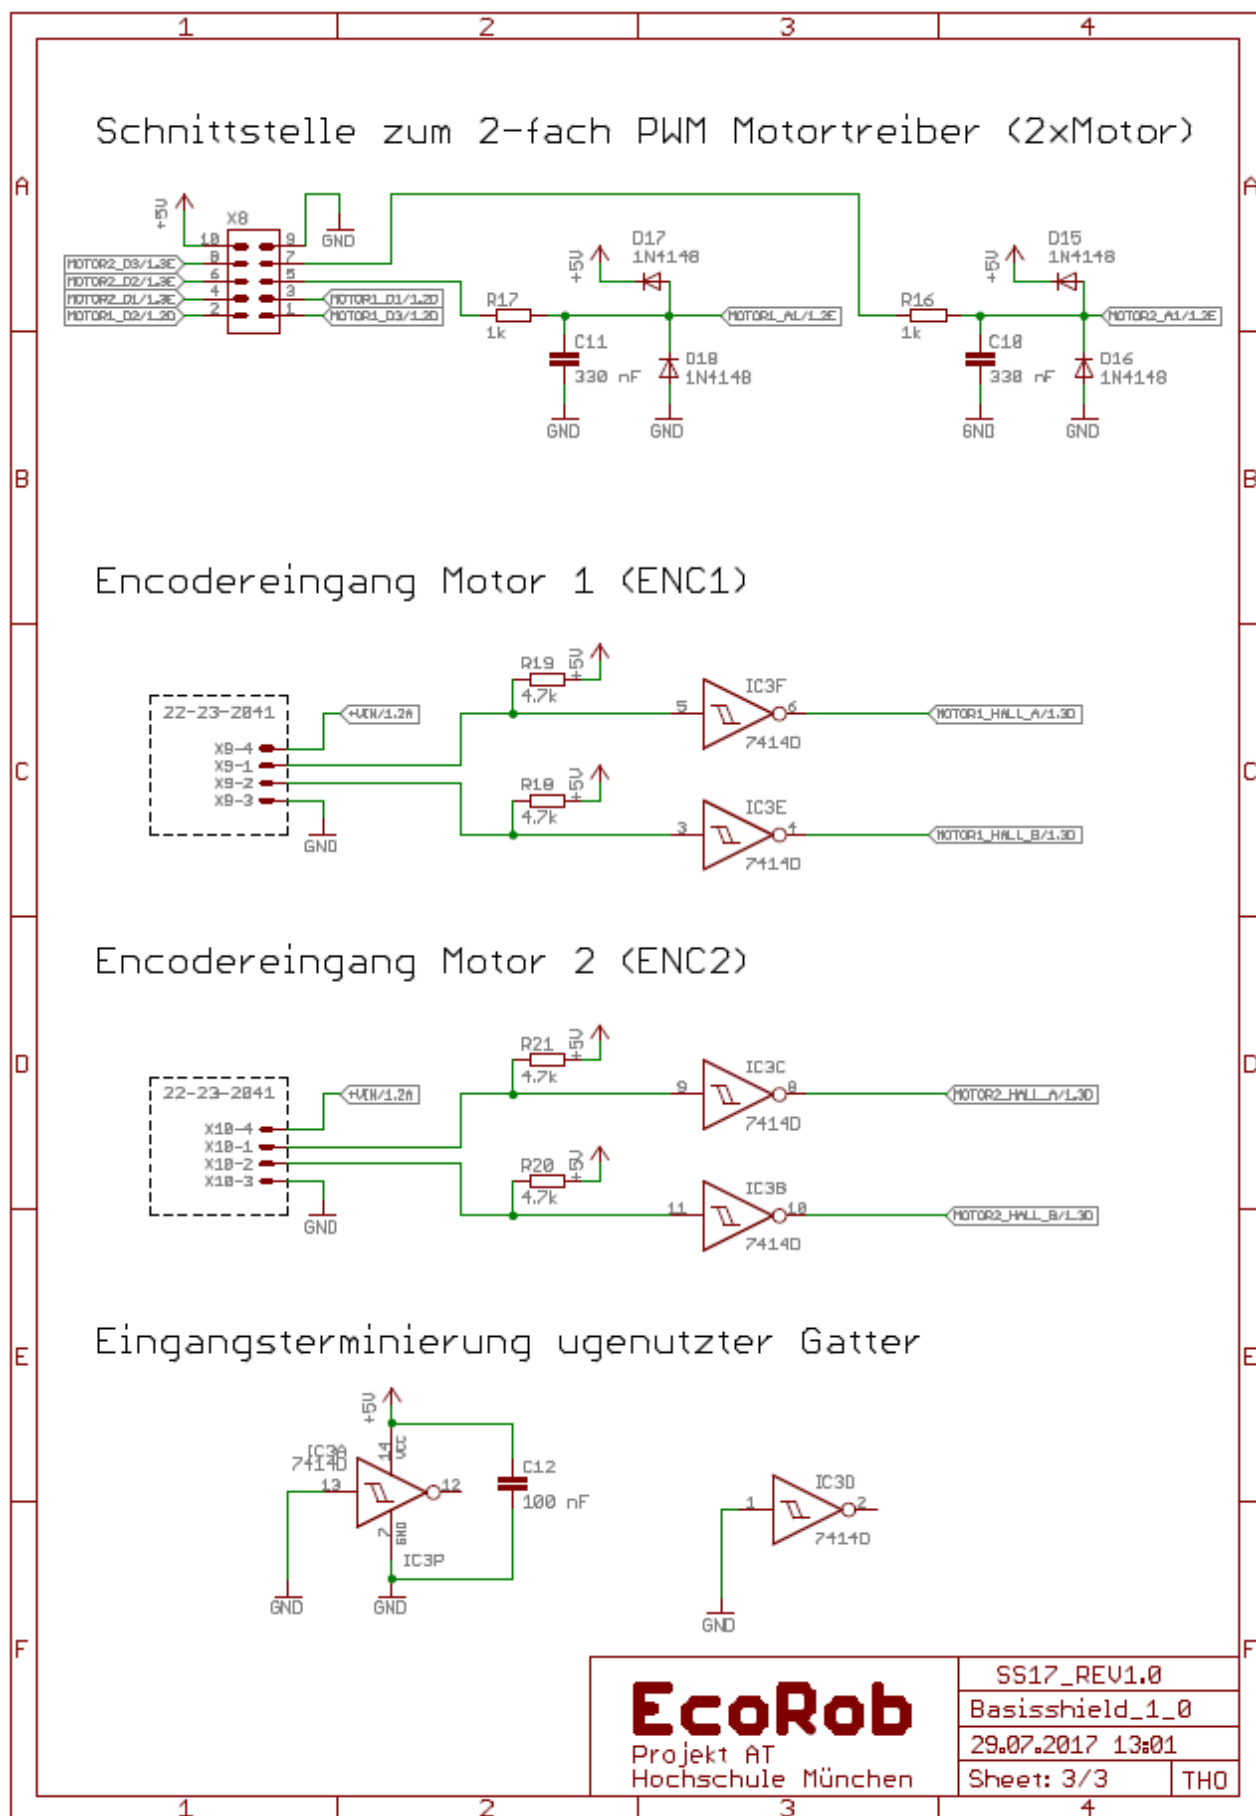 1 2 3 4
Schnittstelle zum 2-fach PWM Motortreiber (2xMotor)
A A
+5V
X8
10 9
8 7
6 5
4 3
2 1
GND
MOTOR2_D3/1.3E
MOTOR2_D2/1.3E
MOTOR2_D1/1.3E
MOTOR1_D2/1.2D
MOTOR1_D1/1.2D
MOTOR1_D3/1.2D
R17
1k
C11
330 nF
GND
+5V
D17
1N4148
D18
1N4148
GND
MOTOR1_A1/1.2E
R16
1k
C10
330 nF
GND
+5V
D15
1N4148
D16
1N4148
GND
MOTOR2_A1/1.2E
B B
Encodereingang Motor 1 (ENC1)
22-23-2041
X9-4
X9-1
X9-2
X9-3
+VIN/1.2A
GND
R19
4.7k
+5V
IC3F
5 6
7414D
MOTOR1_HALL_A/1.3D
C C
R18
4.7k
+5V
IC3E
3 4
7414D
MOTOR1_HALL_B/1.3D
Encodereingang Motor 2 (ENC2)
D D
22-23-2041
X10-4
X10-1
X10-2
X10-3
+VIN/1.2A
GND
R21
4.7k
+5V
IC3C
9 8
7414D
MOTOR2_HALL_A/1.3D
R20
4.7k
+5V
IC3B
11 10
7414D
MOTOR2_HALL_B/1.3D
Eingangsterminierung ugenutzter Gatter
E E
+5V
IC3A
7414D
13 12
14
VCC
7
GND
IC3P
C12
100 nF
GND
GND
IC3D
1 2
7414D
GND
F F
EcoRob
Projekt AT
Hochschule München
SS17_REV1.0
Basisshield_1_0
29.07.2017 13:01
Sheet: 3/3
THO
1 2 3 4